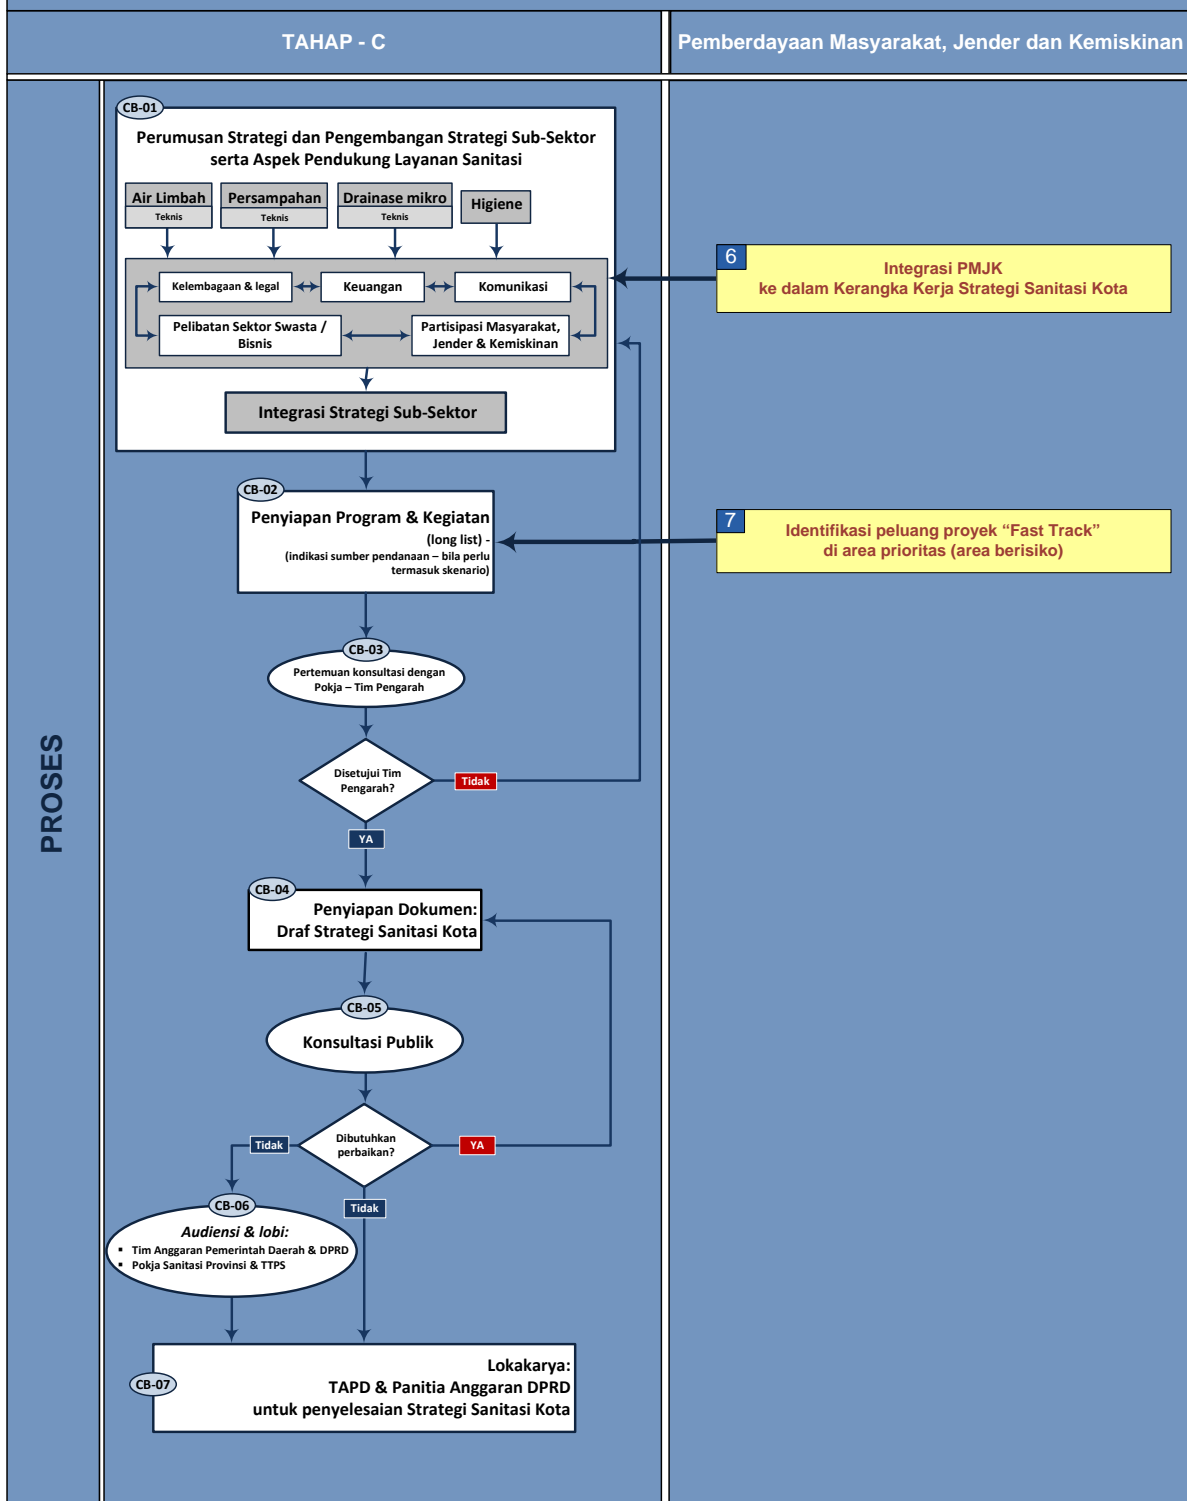 TAHAP - C
Pemberdayaan Masyarakat, Jender dan Kemiskinan
PROSES
CB-01
Perumusan Strategi dan Pengembangan Strategi Sub-Sektor
serta Aspek Pendukung Layanan Sanitasi
Air Limbah
Teknis
Persampahan
Teknis
Drainase mikro
Teknis
Higiene
Kelembagaan & legal
Keuangan
Komunikasi
Pelibatan Sektor Swasta /
Bisnis
Partisipasi Masyarakat,
Jender & Kemiskinan
Integrasi Strategi Sub-Sektor
6
Integrasi PMJK
ke dalam Kerangka Kerja Strategi Sanitasi Kota
CB-02
Penyiapan Program & Kegiatan
(long list) -
(indikasi sumber pendanaan – bila perlu
termasuk skenario)
7
Identifikasi peluang proyek “Fast Track”
di area prioritas (area berisiko)
CB-03
Pertemuan konsultasi dengan
Pokja – Tim Pengarah
Disetujui Tim
Pengarah?
Tidak
YA
CB-04
Penyiapan Dokumen:
Draf Strategi Sanitasi Kota
CB-05
Konsultasi Publik
Dibutuhkan
perbaikan?
Tidak
YA
Tidak
CB-06
Audiensi & lobi:
▪ Tim Anggaran Pemerintah Daerah & DPRD
▪ Pokja Sanitasi Provinsi & TTPS
CB-07
Lokakarya:
TAPD & Panitia Anggaran DPRD
untuk penyelesaian Strategi Sanitasi Kota